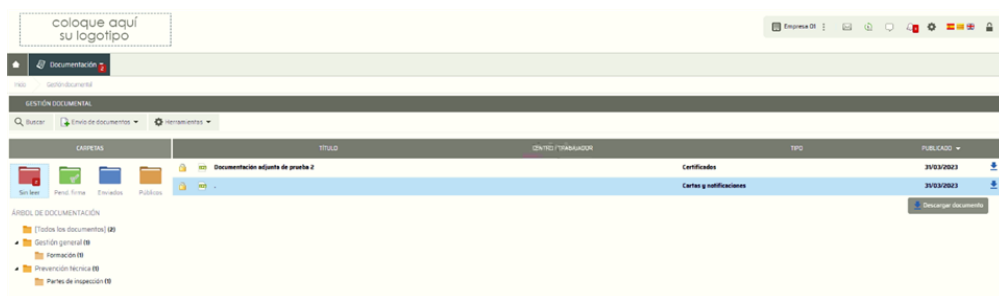 coloque aquí
su logotipo
Empresa DI
Documentación
Inicio Gestión documental
GESTIÓN DOCUMENTAL
Buscar Envío de documentos Herramientas
CARPETAS TÍTULO CENTRO / TRABAJADOR TIPO PUBLICADO
Documentación adjunta de prueba 2 Certificados 31/03/2023
. Cartas y notificaciones 31/03/2023
Sin leer Pend. firma Enviados Públicos
Descargar documento
ÁRBOL DE DOCUMENTACIÓN
[Todos los documentos] (2)
Gestión general (1)
Formación (1)
Prevención técnica (1)
Partes de inspección (1)